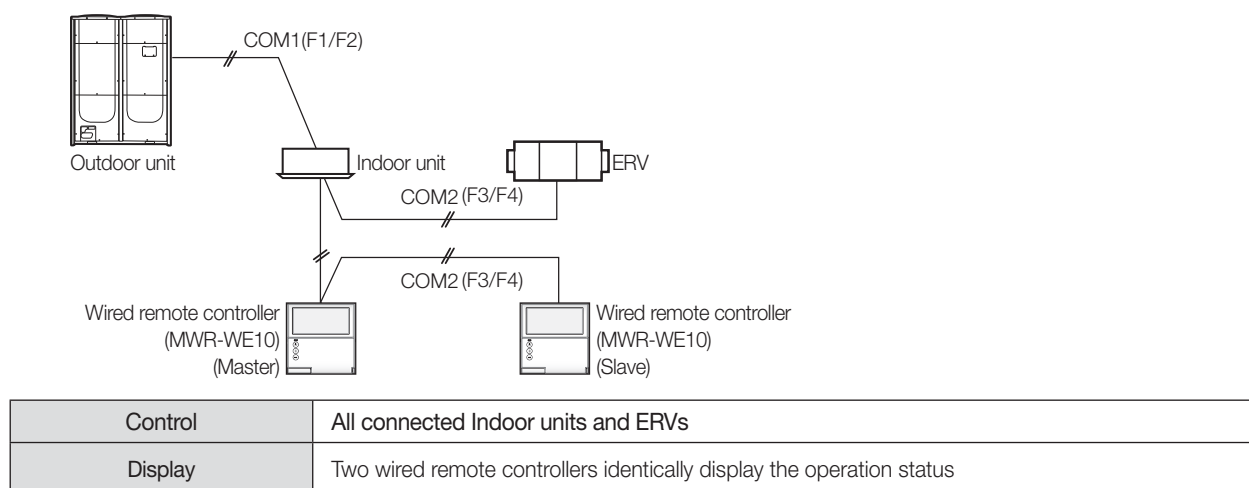 COM1(F1/F2)
Outdoor unit
Indoor unit
ERV
COM2 (F3/F4)
COM2 (F3/F4)
Wired remote controller
(MWR-WE10)
(Master)
Wired remote controller
(MWR-WE10)
(Slave)
Control
All connected Indoor units and ERVs
Display
Two wired remote controllers identically display the operation status